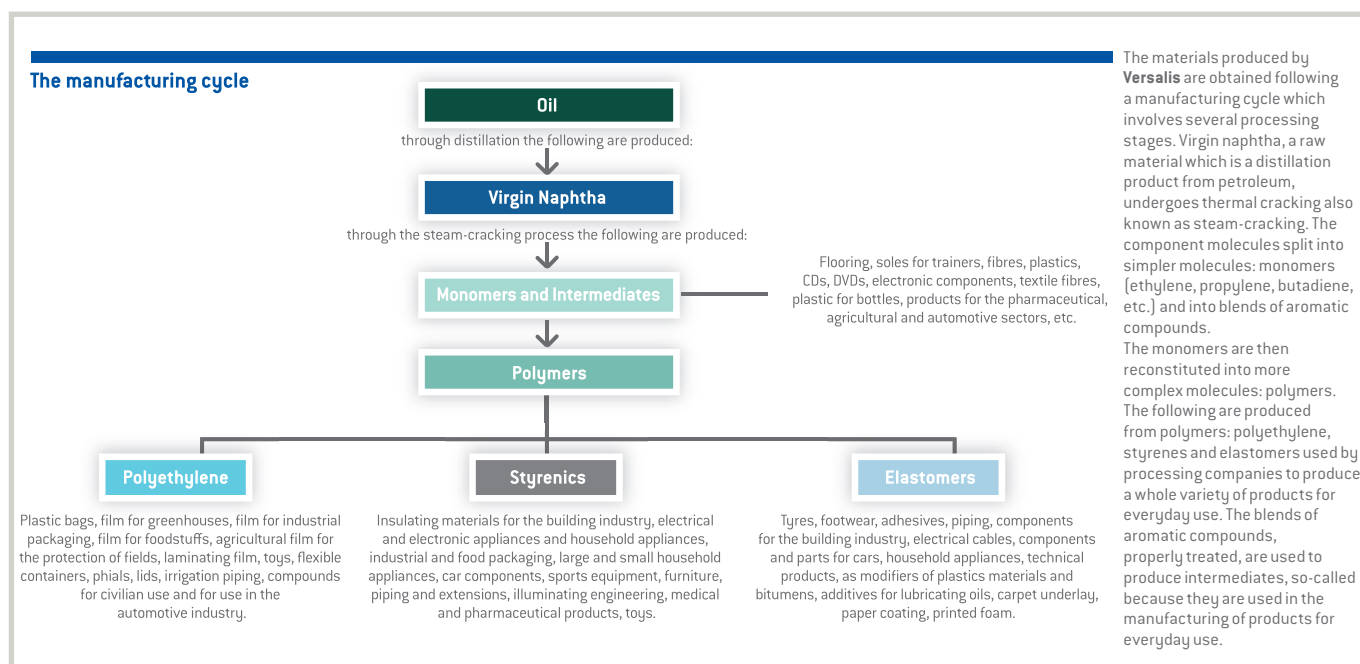 The manufacturing cycle
Oil
through distillation the following are produced:
Virgin Naphtha
through the steam-cracking process the following are produced:
Monomers and Intermediates
Flooring, soles for trainers, fibres, plastics,
CDs, DVDs, electronic components, textile fibres,
plastic for bottles, products for the pharmaceutical,
agricultural and automotive sectors, etc.
Polymers
Polyethylene
Plastic bags, film for greenhouses, film for industrial
packaging, film for foodstuffs, agricultural film for
the protection of fields, laminating film, toys, flexible
containers, phials, lids, irrigation piping, compounds
for civilian use and for use in the
automotive industry.
Styrenics
Insulating materials for the building industry, electrical
and electronic appliances and household appliances,
industrial and food packaging, large and small household
appliances, car components, sports equipment, furniture,
piping and extensions, illuminating engineering, medical
and pharmaceutical products, toys.
Elastomers
Tyres, footwear, adhesives, piping, components
for the building industry, electrical cables, components
and parts for cars, household appliances, technical
products, as modifiers of plastics materials and
bitumens, additives for lubricating oils, carpet underlay,
paper coating, printed foam.
The materials produced by
Versalis are obtained following
a manufacturing cycle which
involves several processing
stages. Virgin naphtha, a raw
material which is a distillation
product from petroleum,
undergoes thermal cracking also
known as steam-cracking. The
component molecules split into
simpler molecules: monomers
(ethylene, propylene, butadiene,
etc.) and into blends of aromatic
compounds.
The monomers are then
reconstituted into more
complex molecules: polymers.
The following are produced
from polymers: polyethylene,
styrenes and elastomers used by
processing companies to produce
a whole variety of products for
everyday use. The blends of
aromatic compounds,
properly treated, are used to
produce intermediates, so-called
because they are used in the
manufacturing of products for
everyday use.